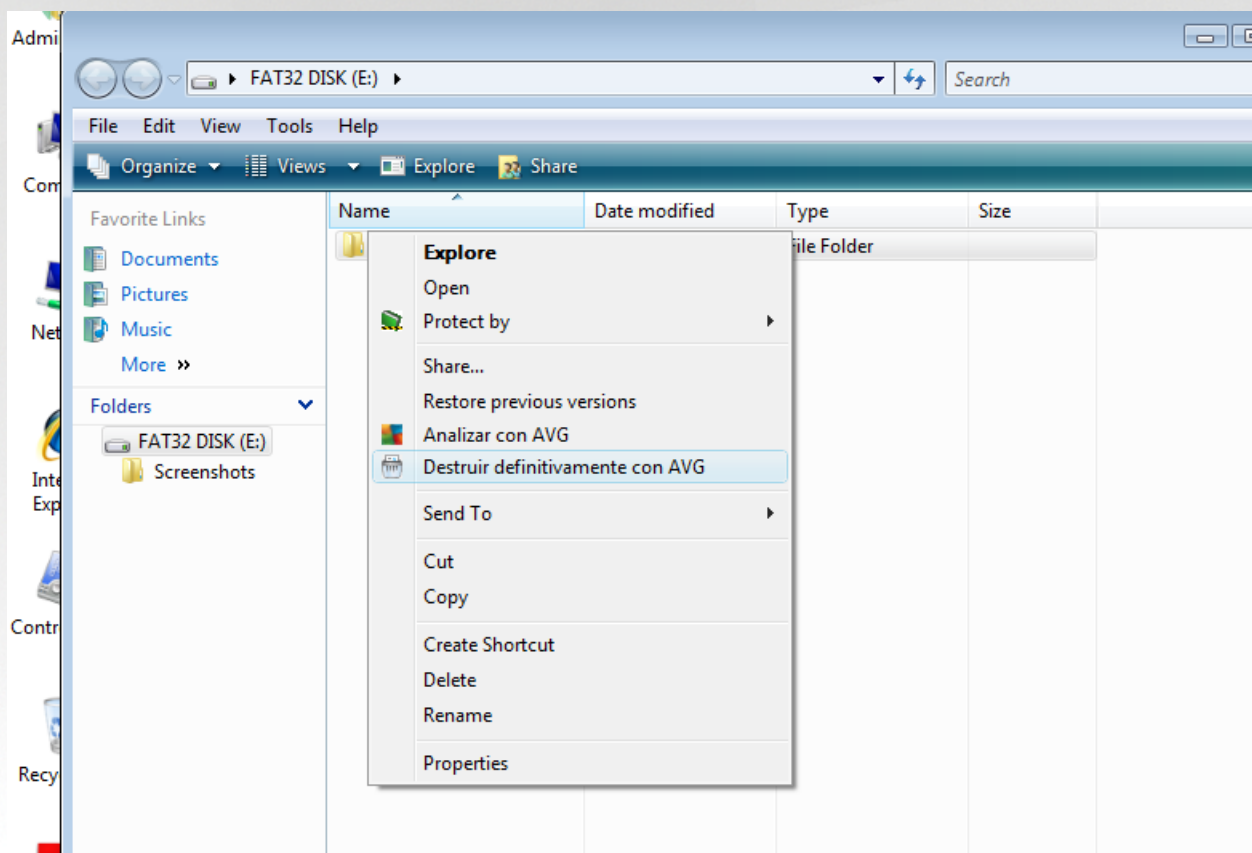 Admi
FAT32 DISK (E:)
Search
File Edit View Tools Help
Organize Views Explore Share
Com
Favorite Links
Name Date modified Type Size
File Folder
Documents
Pictures
Music
More »
Net
Folders
FAT32 DISK (E:)
Screenshots
Inte
Exp
Contr
Recy
Explore
Open
Protect by
Share...
Restore previous versions
Analizar con AVG
Destruir definitivamente con AVG
Send To
Cut
Copy
Create Shortcut
Delete
Rename
Properties